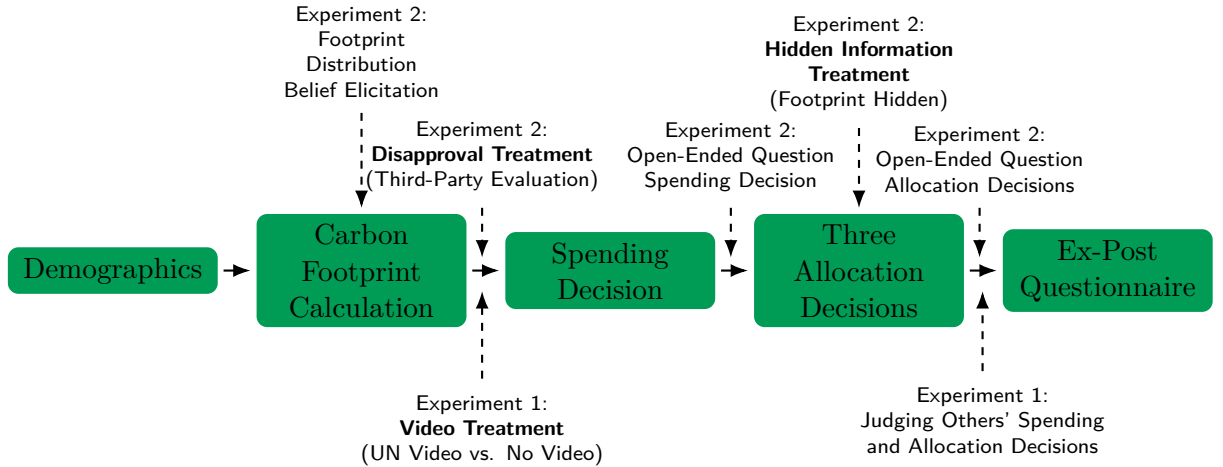 Experiment 2:
Footprint
Distribution
Belief Elicitation
Experiment 2:
Hidden Information
Treatment
(Footprint Hidden)
Experiment 2:
Disapproval Treatment
(Third-Party Evaluation)
Experiment 2:
Open-Ended Question
Spending Decision
Experiment 2:
Open-Ended Question
Allocation Decisions
Demographics
Carbon
Footprint
Calculation
Spending
Decision
Three
Allocation
Decisions
Ex-Post
Questionnaire
Experiment 1:
Video Treatment
(UN Video vs. No Video)
Experiment 1:
Judging Others' Spending
and Allocation Decisions